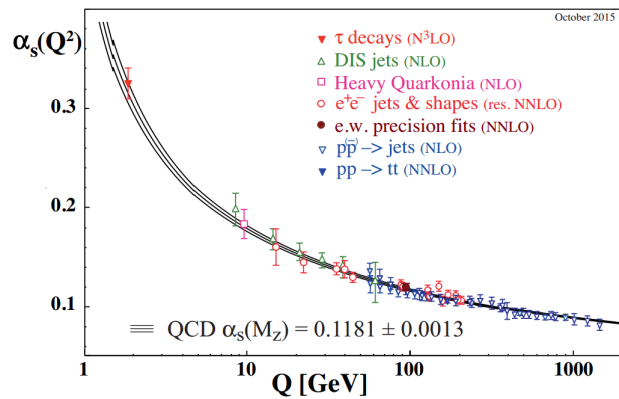 October 2015
αs(Q²)
τ decays (N³LO)
DIS jets (NLO)
Heavy Quarkonia (NLO)
e⁺e⁻ jets & shapes (res. NNLO)
e.w. precision fits (NNLO)
pp(–) –> jets (NLO)
pp –> tt (NNLO)
0.3
0.2
0.1
QCD αs(Mz) = 0.1181 ± 0.0013
1 10 100 1000
Q [GeV]